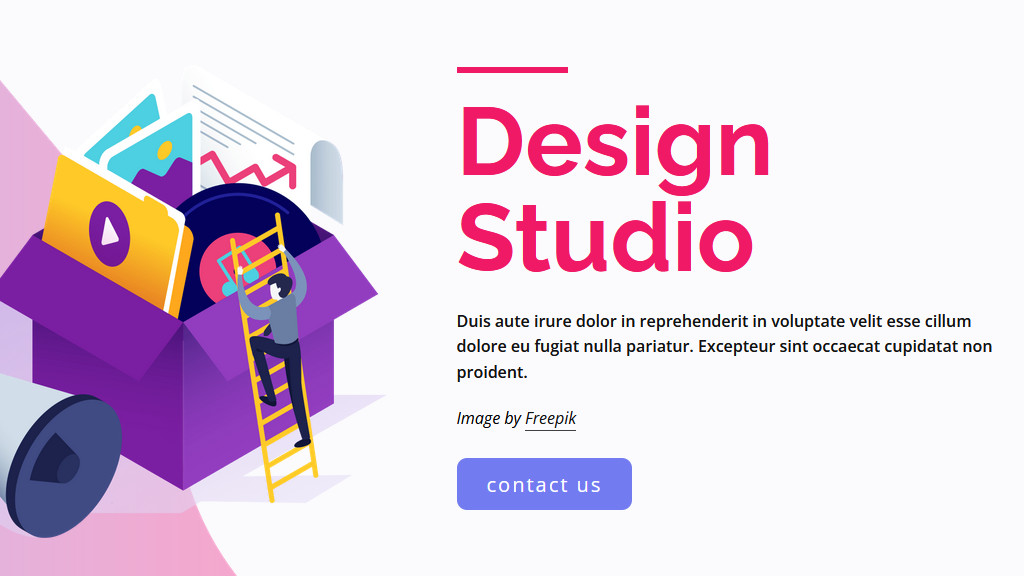 Design
Studio
Duis aute irure dolor in reprehenderit in voluptate velit esse cillum
dolore eu fugiat nulla pariatur. Excepteur sint occaecat cupidatat non
proident.
Image by Freepik
contact us